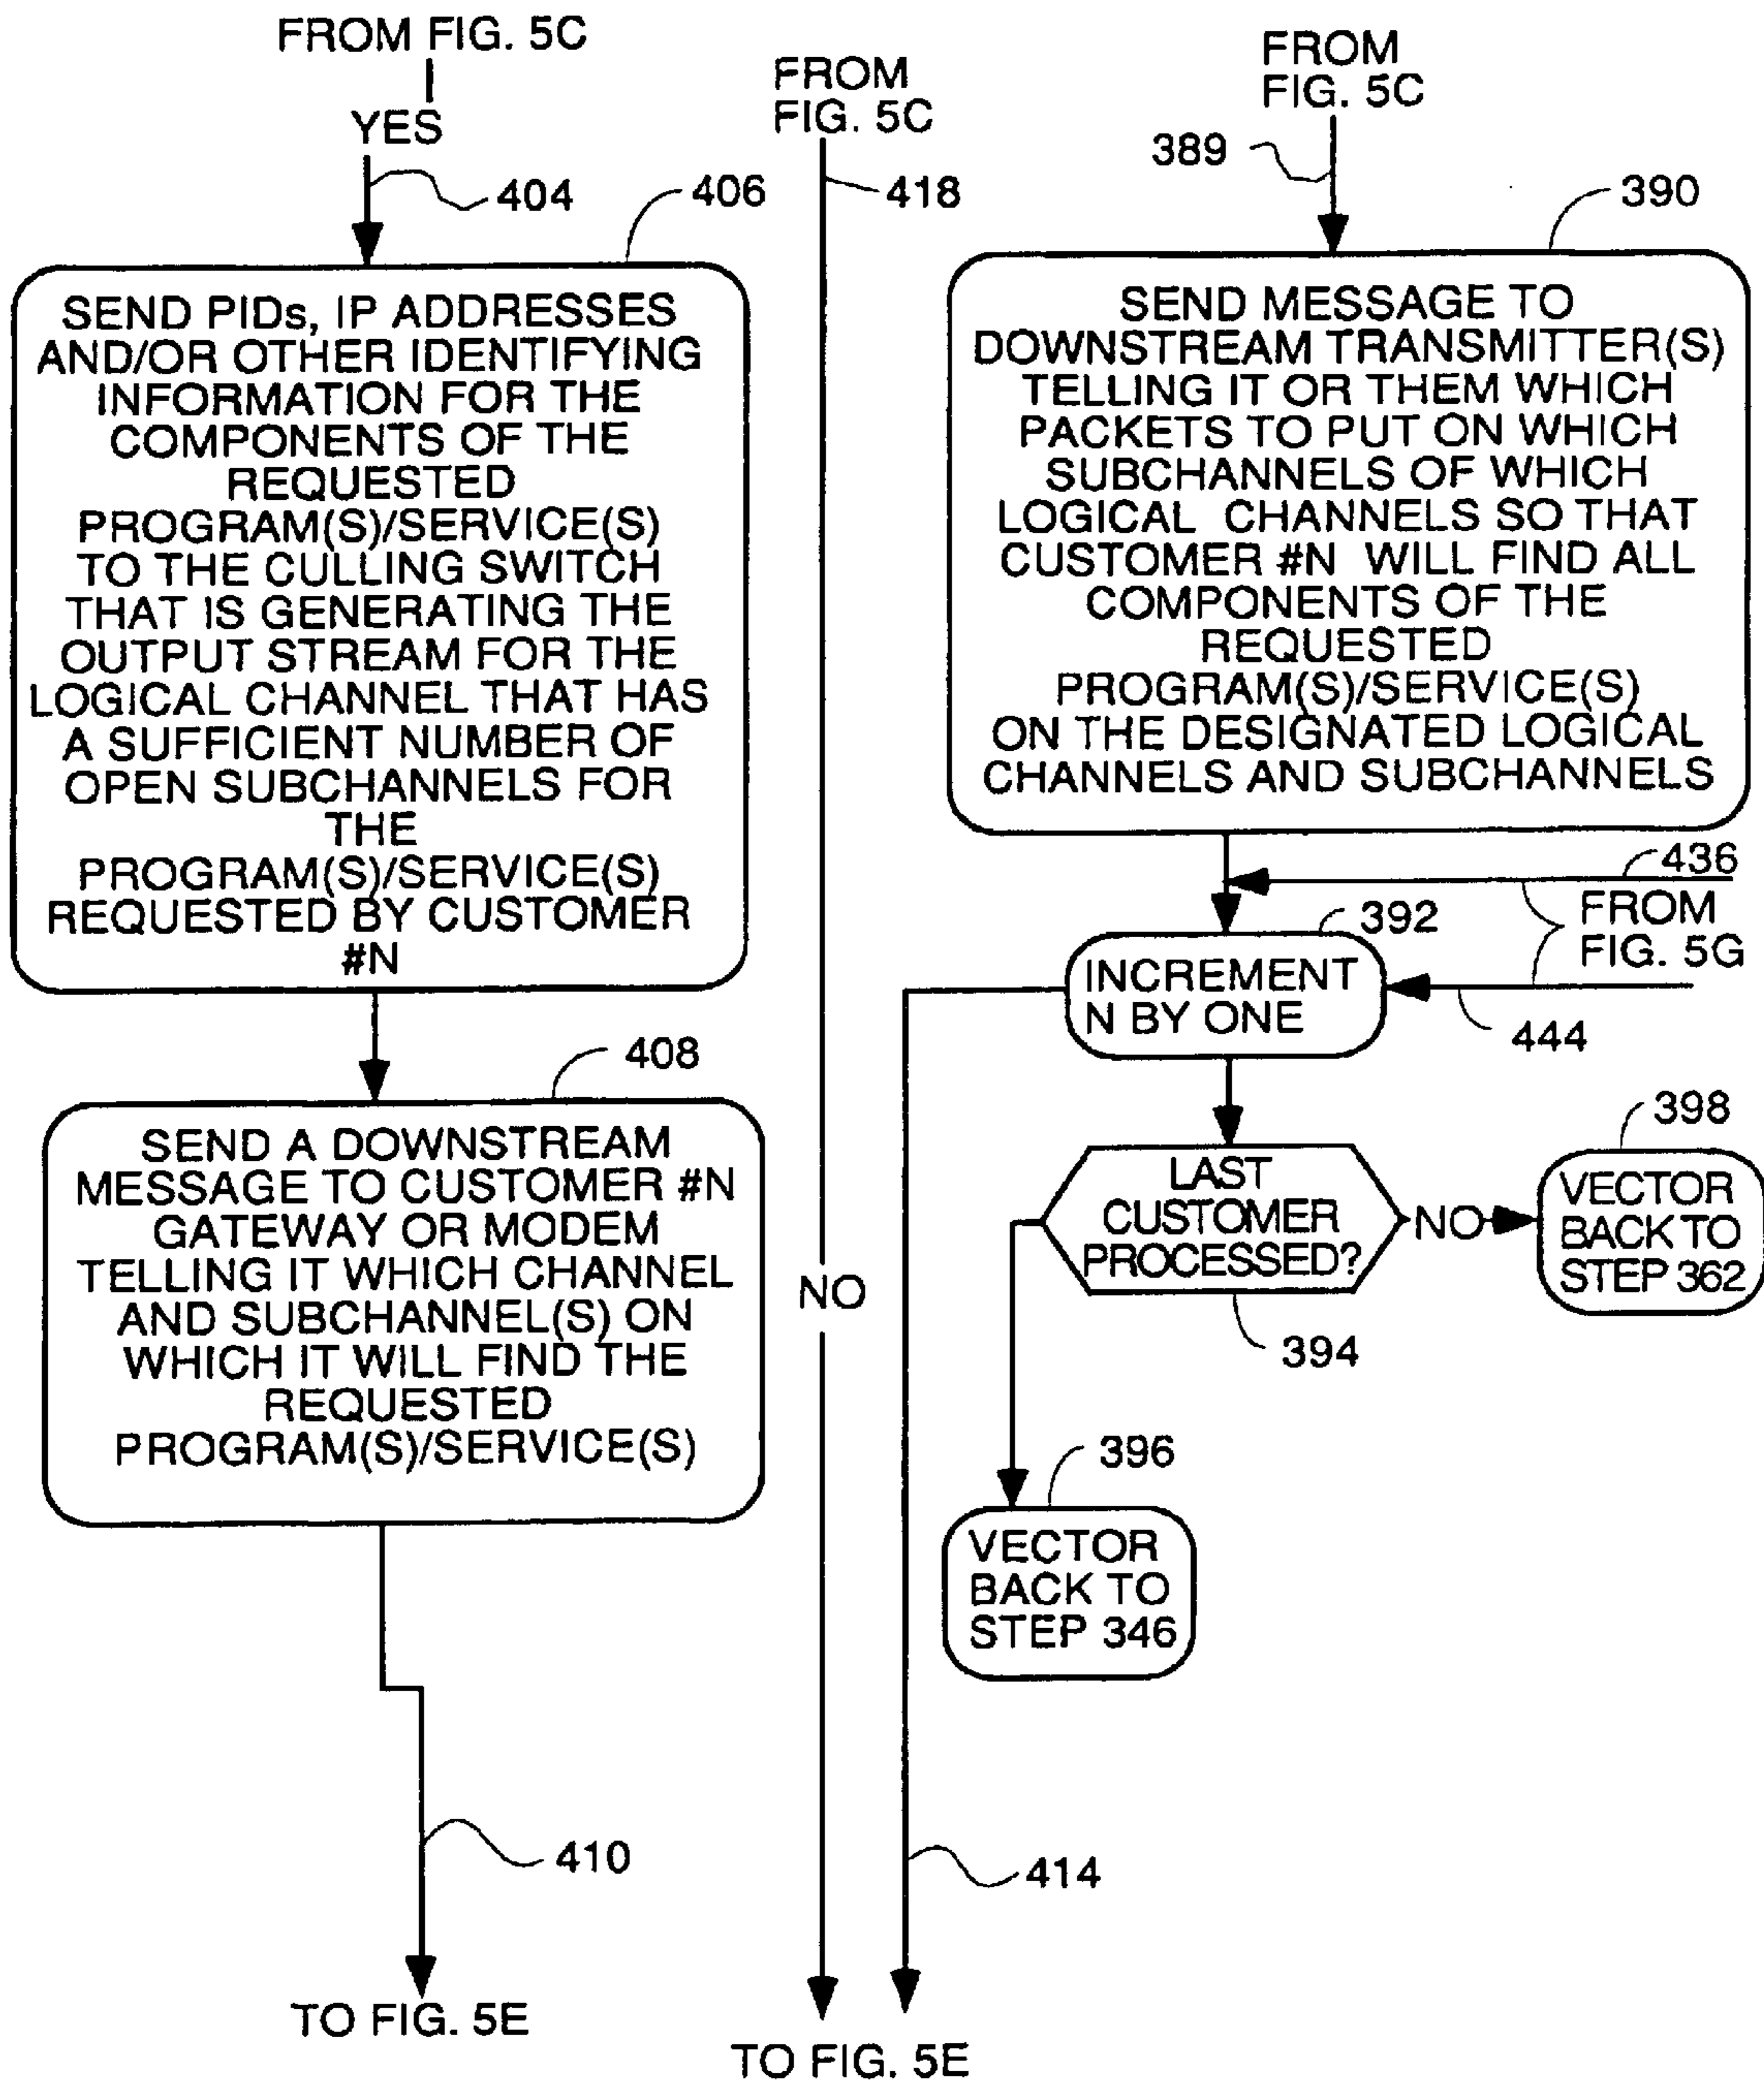 FROM FIG. 5C
YES
404
406
SEND PIDs, IP ADDRESSES
AND/OR OTHER IDENTIFYING
INFORMATION FOR THE
COMPONENTS OF THE
REQUESTED
PROGRAM(S)/SERVICE(S)
TO THE CULLING SWITCH
THAT IS GENERATING THE
OUTPUT STREAM FOR THE
LOGICAL CHANNEL THAT HAS
A SUFFICIENT NUMBER OF
OPEN SUBCHANNELS FOR
THE
PROGRAM(S)/SERVICE(S)
REQUESTED BY CUSTOMER
#N
408
SEND A DOWNSTREAM
MESSAGE TO CUSTOMER #N
GATEWAY OR MODEM
TELLING IT WHICH CHANNEL
AND SUBCHANNEL(S) ON
WHICH IT WILL FIND THE
REQUESTED
PROGRAM(S)/SERVICE(S)
410
TO FIG. 5E
FROM
FIG. 5C
418
NO
TO FIG. 5E
FROM
FIG. 5C
389
390
SEND MESSAGE TO
DOWNSTREAM TRANSMITTER(S)
TELLING IT OR THEM WHICH
PACKETS TO PUT ON WHICH
SUBCHANNELS OF WHICH
LOGICAL CHANNELS SO THAT
CUSTOMER #N WILL FIND ALL
COMPONENTS OF THE
REQUESTED
PROGRAM(S)/SERVICE(S)
ON THE DESIGNATED LOGICAL
CHANNELS AND SUBCHANNELS
436
FROM
FIG. 5G
392
INCREMENT
N BY ONE
444
LAST
CUSTOMER
PROCESSED?
NO
394
398
VECTOR
BACK TO
STEP 362
396
VECTOR
BACK TO
STEP 346
414